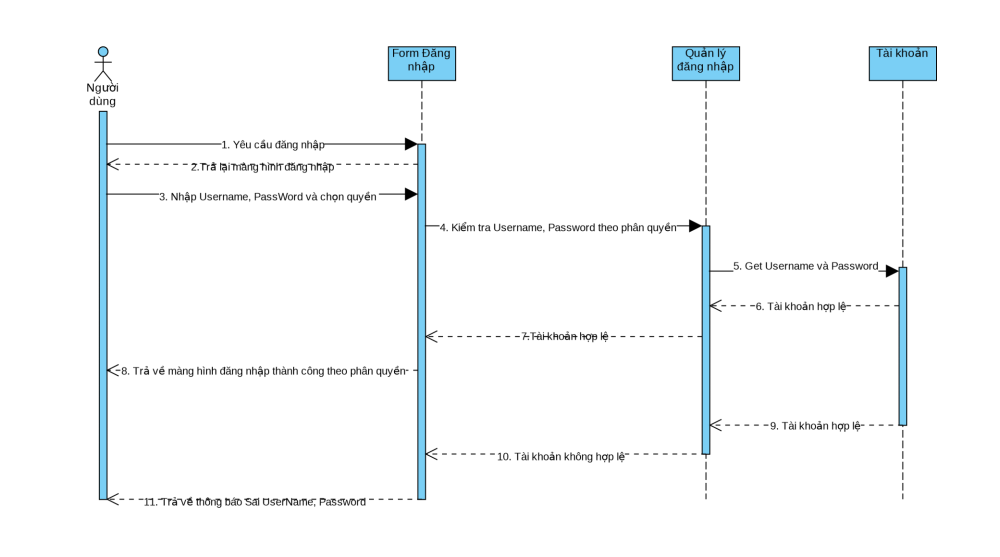 Người
dùng
Form Đăng
nhập
Quản lý
đăng nhập
Tài khoản
1. Yêu cầu đăng nhập
2.Trả lại màng hình đăng nhập
3. Nhập Username, PassWord và chọn quyền
4. Kiểm tra Username, Password theo phân quyền
5. Get Username và Password
6. Tài khoản hợp lệ
7.Tài khoản hợp lệ
8. Trả về màng hình đăng nhập thành công theo phân quyền
9. Tài khoản hợp lệ
10. Tài khoản không hợp lệ
11. Trả về thông báo Sai UserName, Password